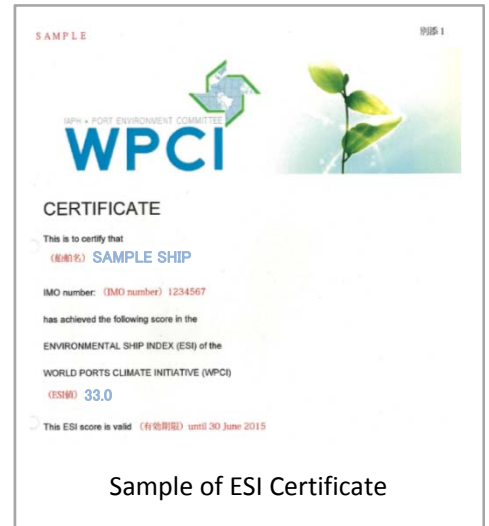 SAMPLE
別添 1
IAPH • PORT ENVIRONMENT COMMITTEE
WPCI
CERTIFICATE
This is to certify that
(船舶名) SAMPLE SHIP
IMO number: (IMO number) 1234567
has achieved the following score in the
ENVIRONMENTAL SHIP INDEX (ESI) of the
WORLD PORTS CLIMATE INITIATIVE (WPCI)
(ESI値) 33.0
This ESI score is valid (有効期限) until 30 June 2015
Sample of ESI Certificate